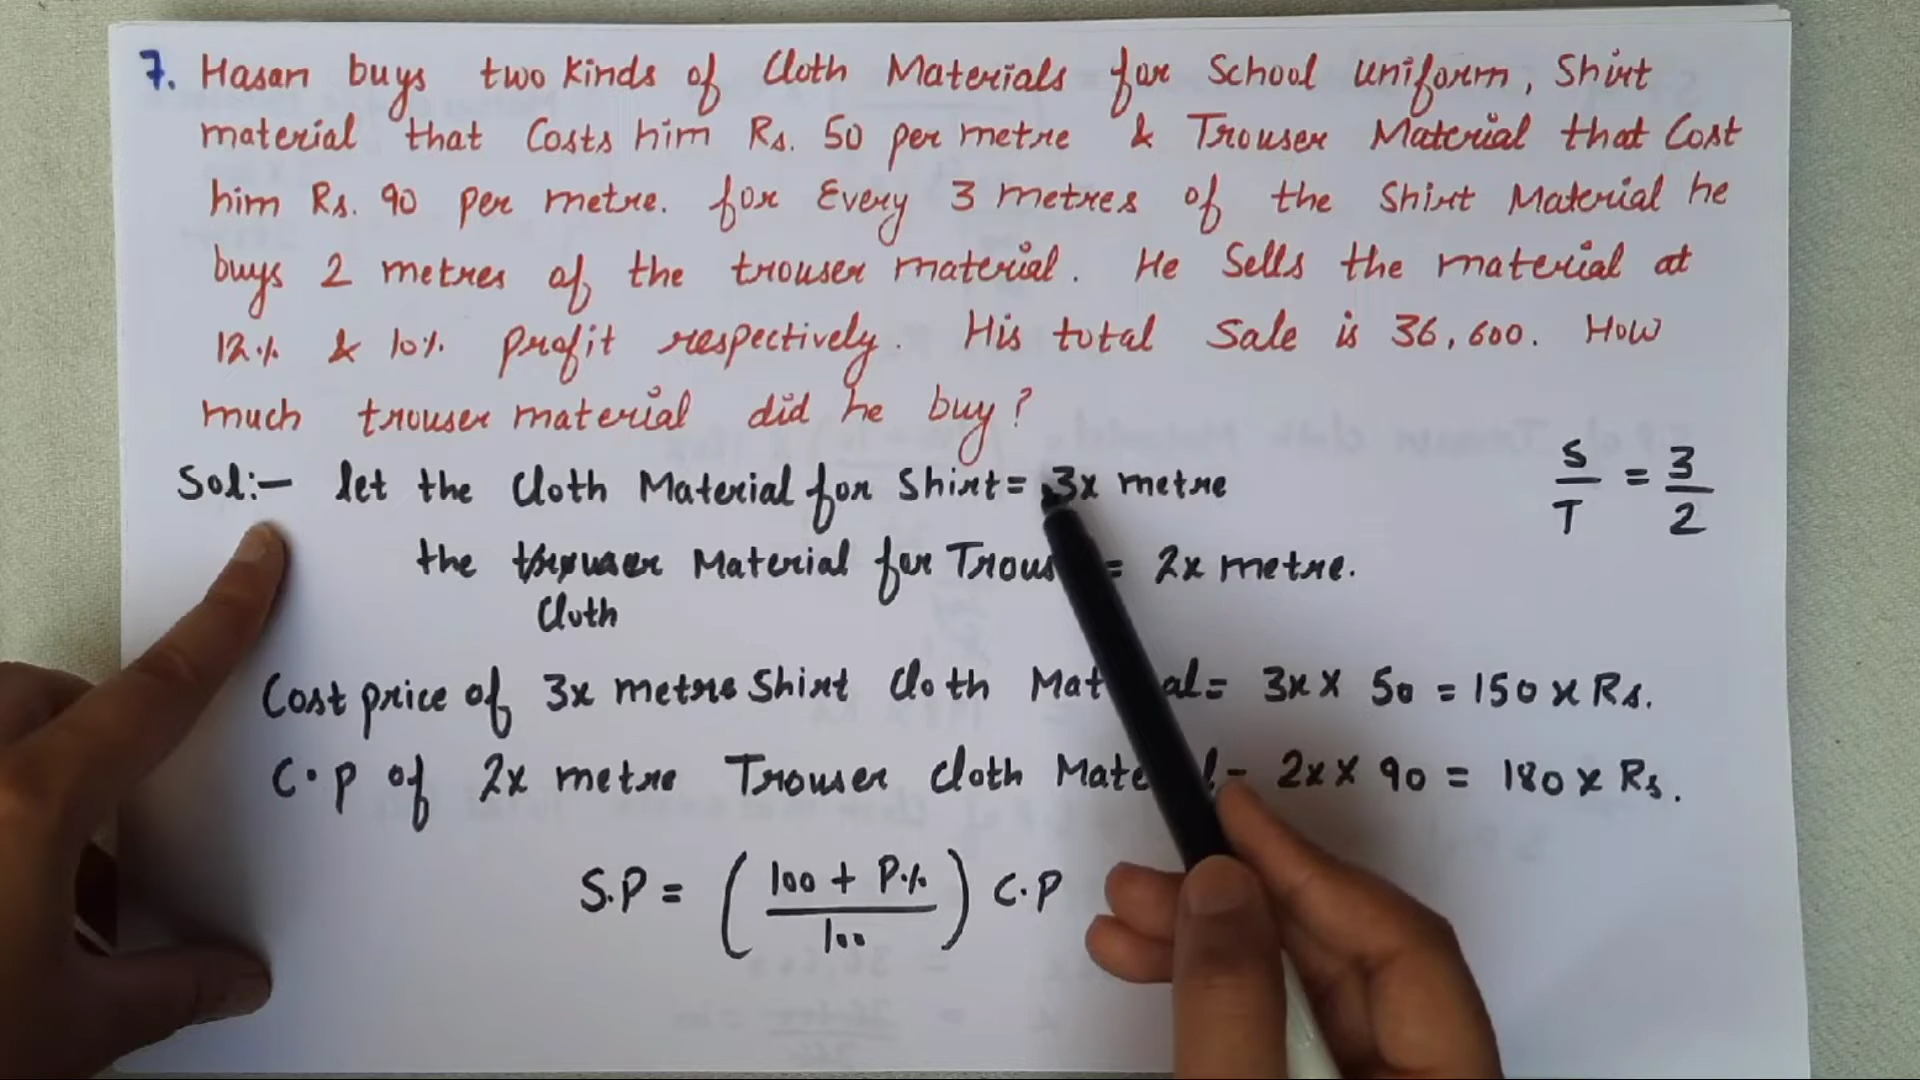 7. Hasan buys two Kinds of Cloth Materials for School uniform, Shirt
material that Costs him Rs. 50 per metre & Trouser Material that Cost
him Rs. 90 per metre. for Every 3 metres of the Shirt Material he
buys 2 metres of the trouser material. He Sells the material at
12% & 10% profit respectively. His total Sale is 36,600. How
much trouser material did he buy?
Sol:- let the Cloth Material for Shirt = 3x metre
S/T = 3/2
the Material for = 2x metre.
Cloth
Cost price of 3x metre Shirt Cloth = 3x × 50 = 150x Rs.
C.P of 2x metre Trouser Cloth = 2x × 90 = 180x Rs.
S.P = (100 + P% / 100) C.P